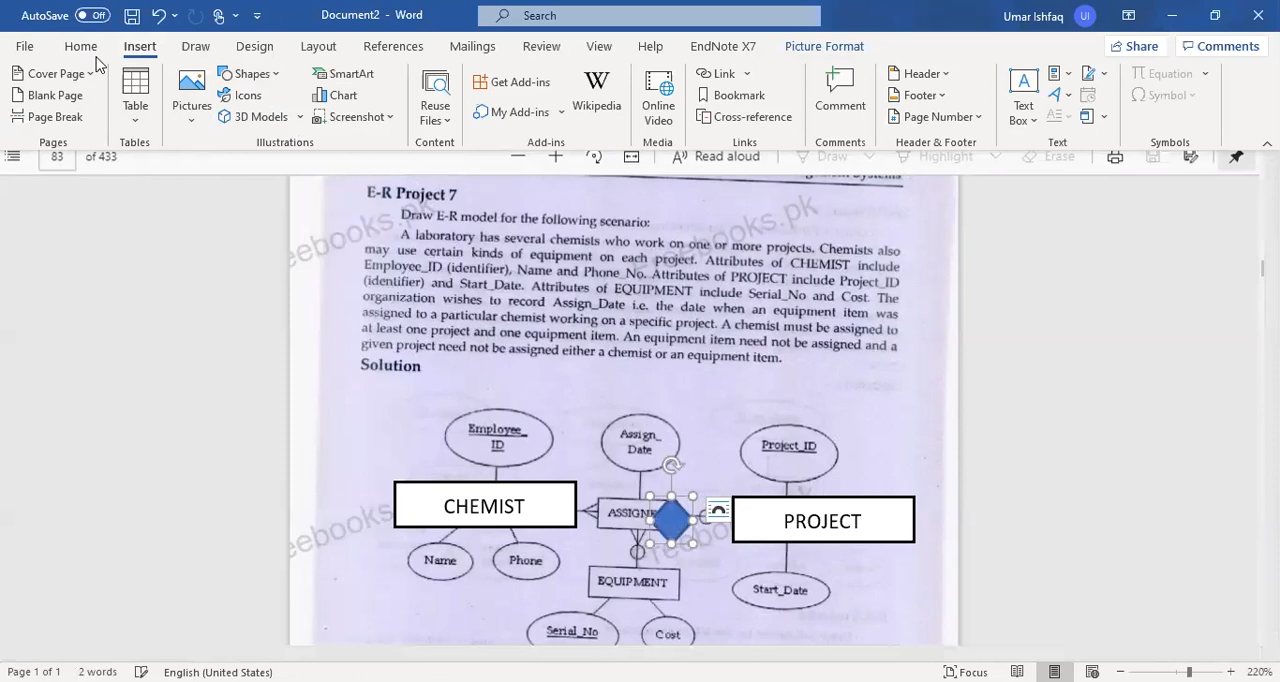 AutoSave Off Document2 - Word Search Umar Ishfaq UI
File Home Insert Draw Design Layout References Mailings Review View Help EndNote X7 Picture Format Share Comments
Cover Page
Blank Page
Page Break
Pages
Table
Tables
Pictures
Shapes
Icons
3D Models
SmartArt
Chart
Screenshot
Illustrations
Reuse
Files
Content
Get Add-ins
My Add-ins
Wikipedia
Add-ins
Online
Video
Media
Link
Bookmark
Cross-reference
Links
Comment
Comments
Header
Footer
Page Number
Header & Footer
Text
Box
Text
Equation
Symbol
Symbols
83 of 433 Read aloud Draw Highlight Erase
E-R Project 7
Draw E-R model for the following scenario:
A laboratory has several chemists who work on one or more projects. Chemists also
may use certain kinds of equipment on each project. Attributes of CHEMIST include
Employee_ID (identifier), Name and Phone_No. Attributes of PROJECT include Project_ID
(identifier) and Start_Date. Attributes of EQUIPMENT include Serial_No and Cost. The
organization wishes to record Assign_Date i.e. the date when an equipment item was
assigned to a particular chemist working on a specific project. A chemist must be assigned to
at least one project and one equipment item. An equipment item need not be assigned and a
given project need not be assigned either a chemist or an equipment item.
Solution
Employee_
ID
Assign_
Date
Project_ID
CHEMIST
PROJECT
Name
Phone
EQUIPMENT
Start_Date
Serial_No
Cost
Page 1 of 1 2 words English (United States) Focus 220%